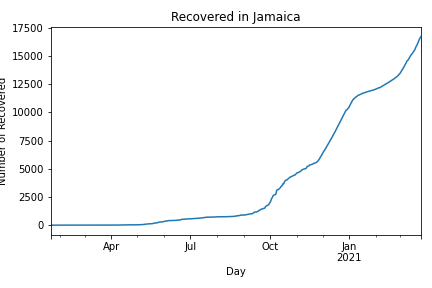 Recovered in Jamaica
17500
15000
12500
10000
7500
5000
2500
0
Number of Recovered
Apr
Jul
Oct
Jan
2021
Day